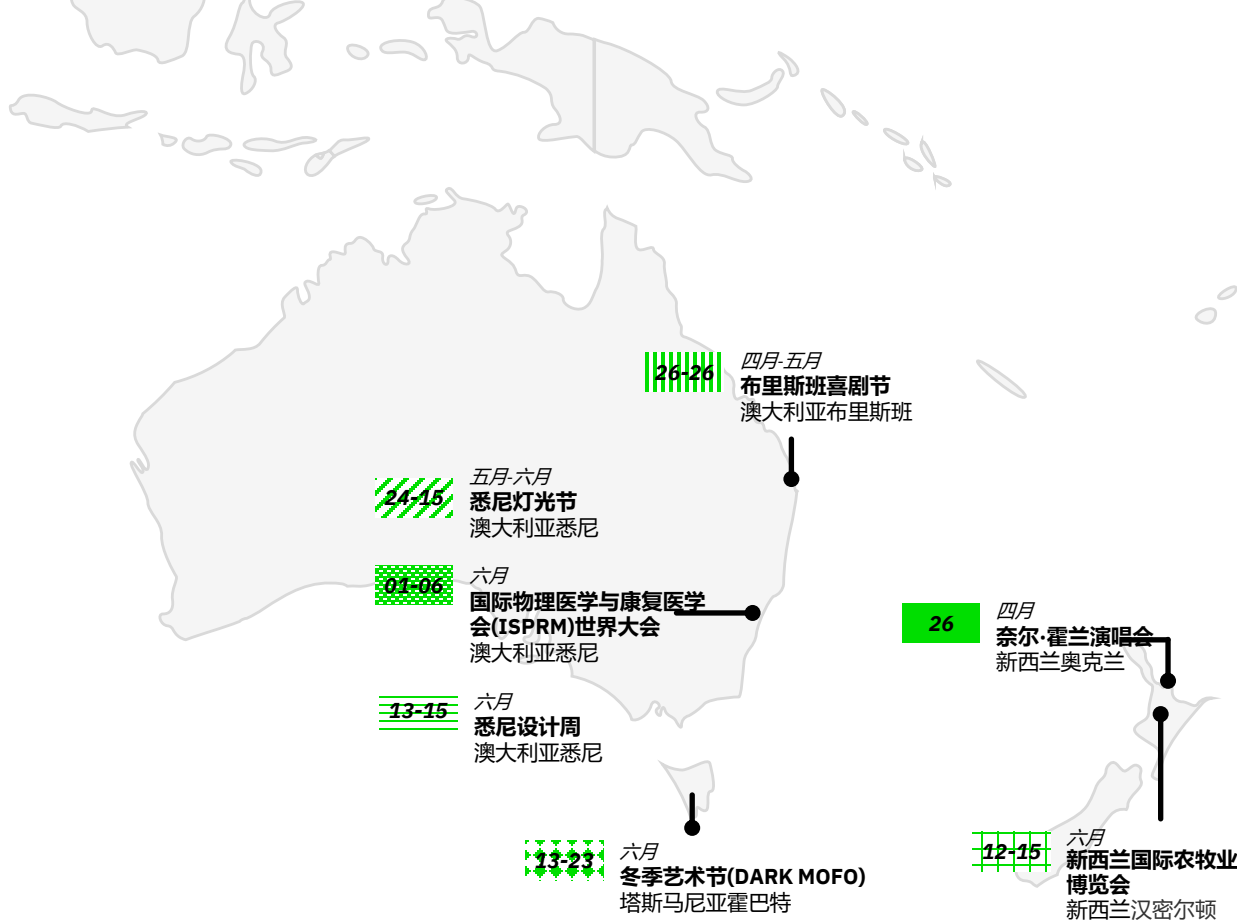 26-26
四月-五月
布里斯班喜剧节
澳大利亚布里斯班
24-15
五月-六月
悉尼灯光节
澳大利亚悉尼
01-06
六月
国际物理医学与康复医学
会(ISPRM)世界大会
澳大利亚悉尼
26
四月
奈尔·霍兰演唱会
新西兰奥克兰
13-15
六月
悉尼设计周
澳大利亚悉尼
13-23
六月
冬季艺术节(DARK MOFO)
塔斯马尼亚霍巴特
12-15
六月
新西兰国际农牧业
博览会
新西兰汉密尔顿